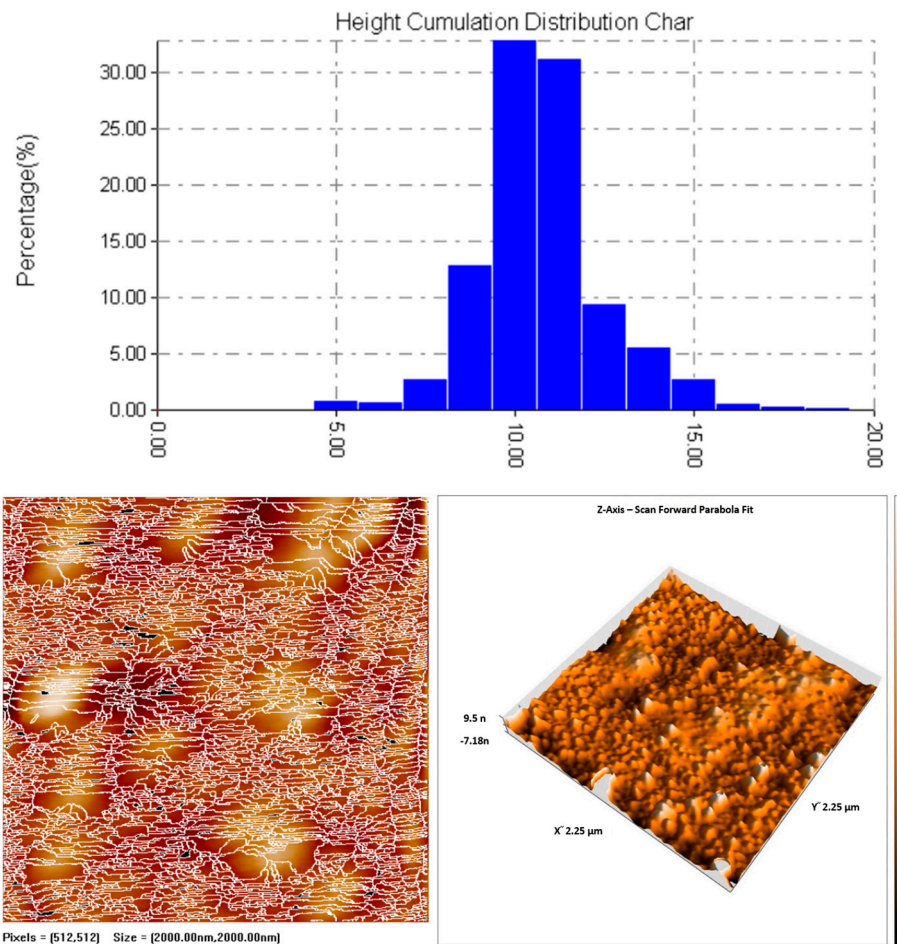 Height Cumulation Distribution Char
Percentage(%)
30.00
25.00
20.00
15.00
10.00
5.00
0.00
0.00
5.00
10.00
15.00
20.00
Z-Axis – Scan Forward Parabola Fit
9.5 n
-7.18n
X* 2.25 µm
Y* 2.25 µm
Pixels = (512,512) Size = (2000.00nm,2000.00nm)